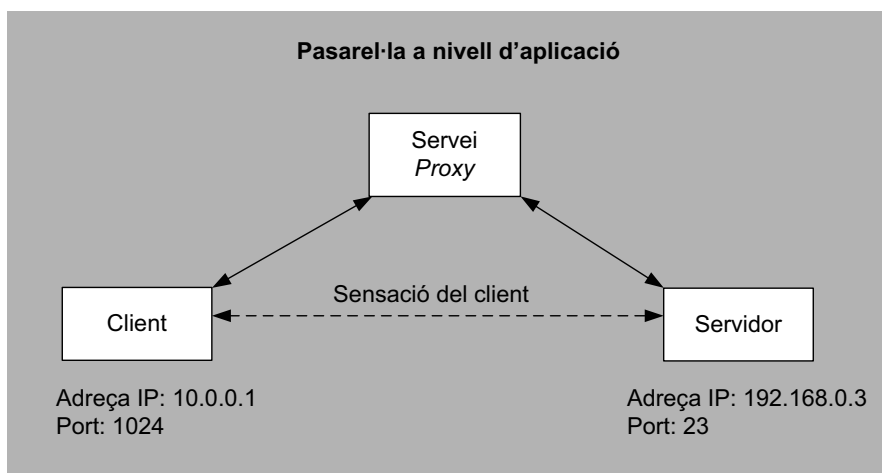 Pasarel·la a nivell d’aplicació
Servei
Proxy
Sensació del client
Client
Servidor
Adreça IP: 10.0.0.1
Port: 1024
Adreça IP: 192.168.0.3
Port: 23